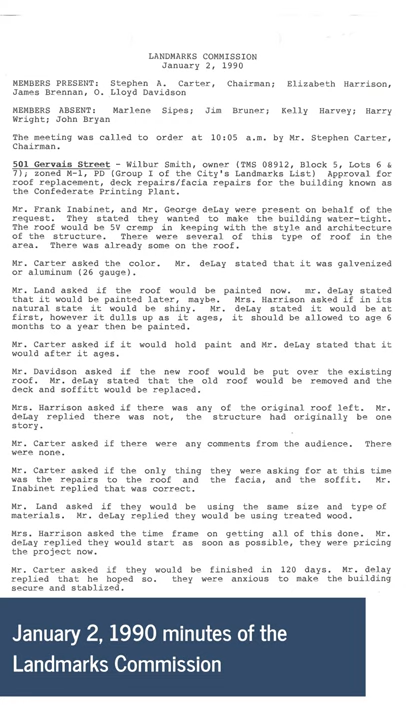 LANDMARKS COMMISSION
January 2, 1990
MEMBERS PRESENT: Stephen A. Carter, Chairman; Elizabeth Harrison,
James Brennan, O. Lloyd Davidson
MEMBERS ABSENT: Marlene Sipes; Jim Bruner; Kelly Harvey; Harry
Wright; John Bryan
The meeting was called to order at 10:05 a.m. by Mr. Stephen Carter,
Chairman.
501 Gervais Street - Wilbur Smith, owner (TMS 08912, Block 5, Lots 6 &
7); zoned M-1, PD (Group I of the City's Landmarks List) Approval for
roof replacement, deck repairs/facia repairs for the building known as
the Confederate Printing Plant.
Mr. Frank Inabinet, and Mr. George deLay were present on behalf of the
request. They stated they wanted to make the building water-tight.
The roof would be 5V cremp in keeping with the style and architecture
of the structure. There were several of this type of roof in the
area. There was already some on the roof.
Mr. Carter asked the color. Mr. deLay stated that it was galvanized
or aluminum (26 gauge).
Mr. Land asked if the roof would be painted now. mr. deLay stated
that it would be painted later, maybe. Mrs. Harrison asked if in its
natural state it would be shiny. Mr. deLay stated it would be at
first, however it dulls up as it ages, it should be allowed to age 6
months to a year then be painted.
Mr. Carter asked if it would hold paint and Mr. deLay stated that it
would after it ages.
Mr. Davidson asked if the new roof would be put over the existing
roof. Mr. deLay stated that the old roof would be removed and the
deck and soffitt would be replaced.
Mrs. Harrison asked if there was any of the original roof left. Mr.
deLay replied there was not, the structure had originally be one
story.
Mr. Carter asked if there were any comments from the audience. There
were none.
Mr. Carter asked if the only thing they were asking for at this time
was the repairs to the roof and the facia, and the soffit. Mr.
Inabinet replied that was correct.
Mr. Land asked if they would be using the same size and type of
materials. Mr. deLay replied they would be using treated wood.
Mrs. Harrison asked the time frame on getting all of this done. Mr.
deLay replied they would start as soon as possible, they were pricing
the project now.
Mr. Carter asked if they would be finished in 120 days. Mr. delay
replied that he hoped so. they were anxious to make the building
secure and stablized.
January 2, 1990 minutes of the
Landmarks Commission